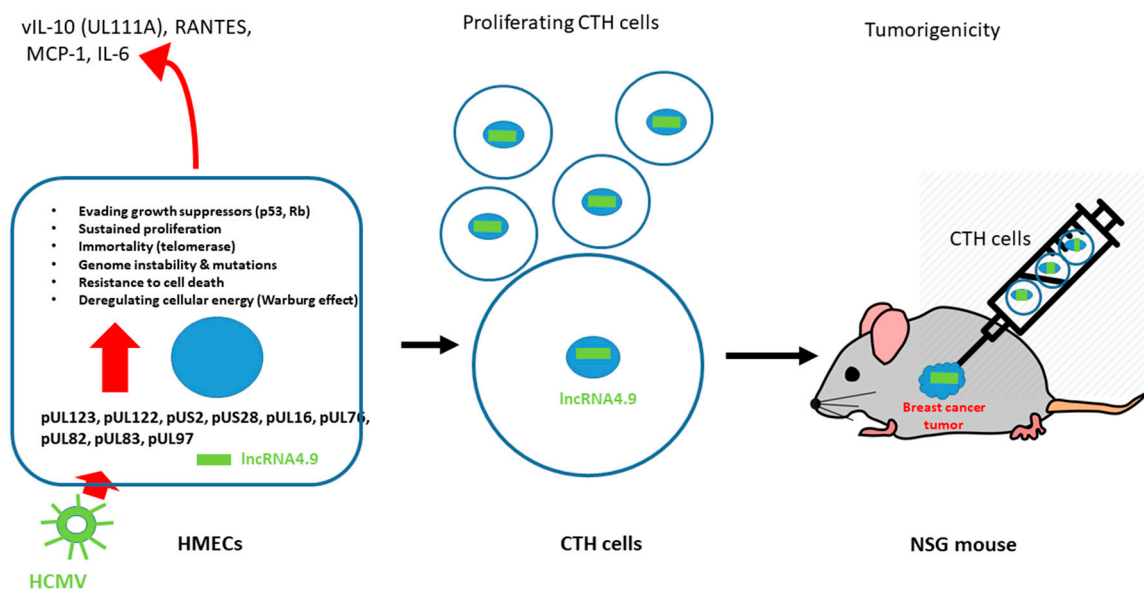 vIL-10 (UL111A), RANTES,
MCP-1, IL-6
Proliferating CTH cells
Tumorigenicity
• Evading growth suppressors (p53, Rb)
• Sustained proliferation
• Immortality (telomerase)
• Genome instability & mutations
• Resistance to cell death
• Deregulating cellular energy (Warburg effect)
pUL123, pUL122, pUS2, pUS28, pUL16, pUL76,
pUL82, pUL83, pUL97
lncRNA4.9
HCMV
HMECs
lncRNA4.9
CTH cells
CTH cells
Breast cancer
tumor
NSG mouse